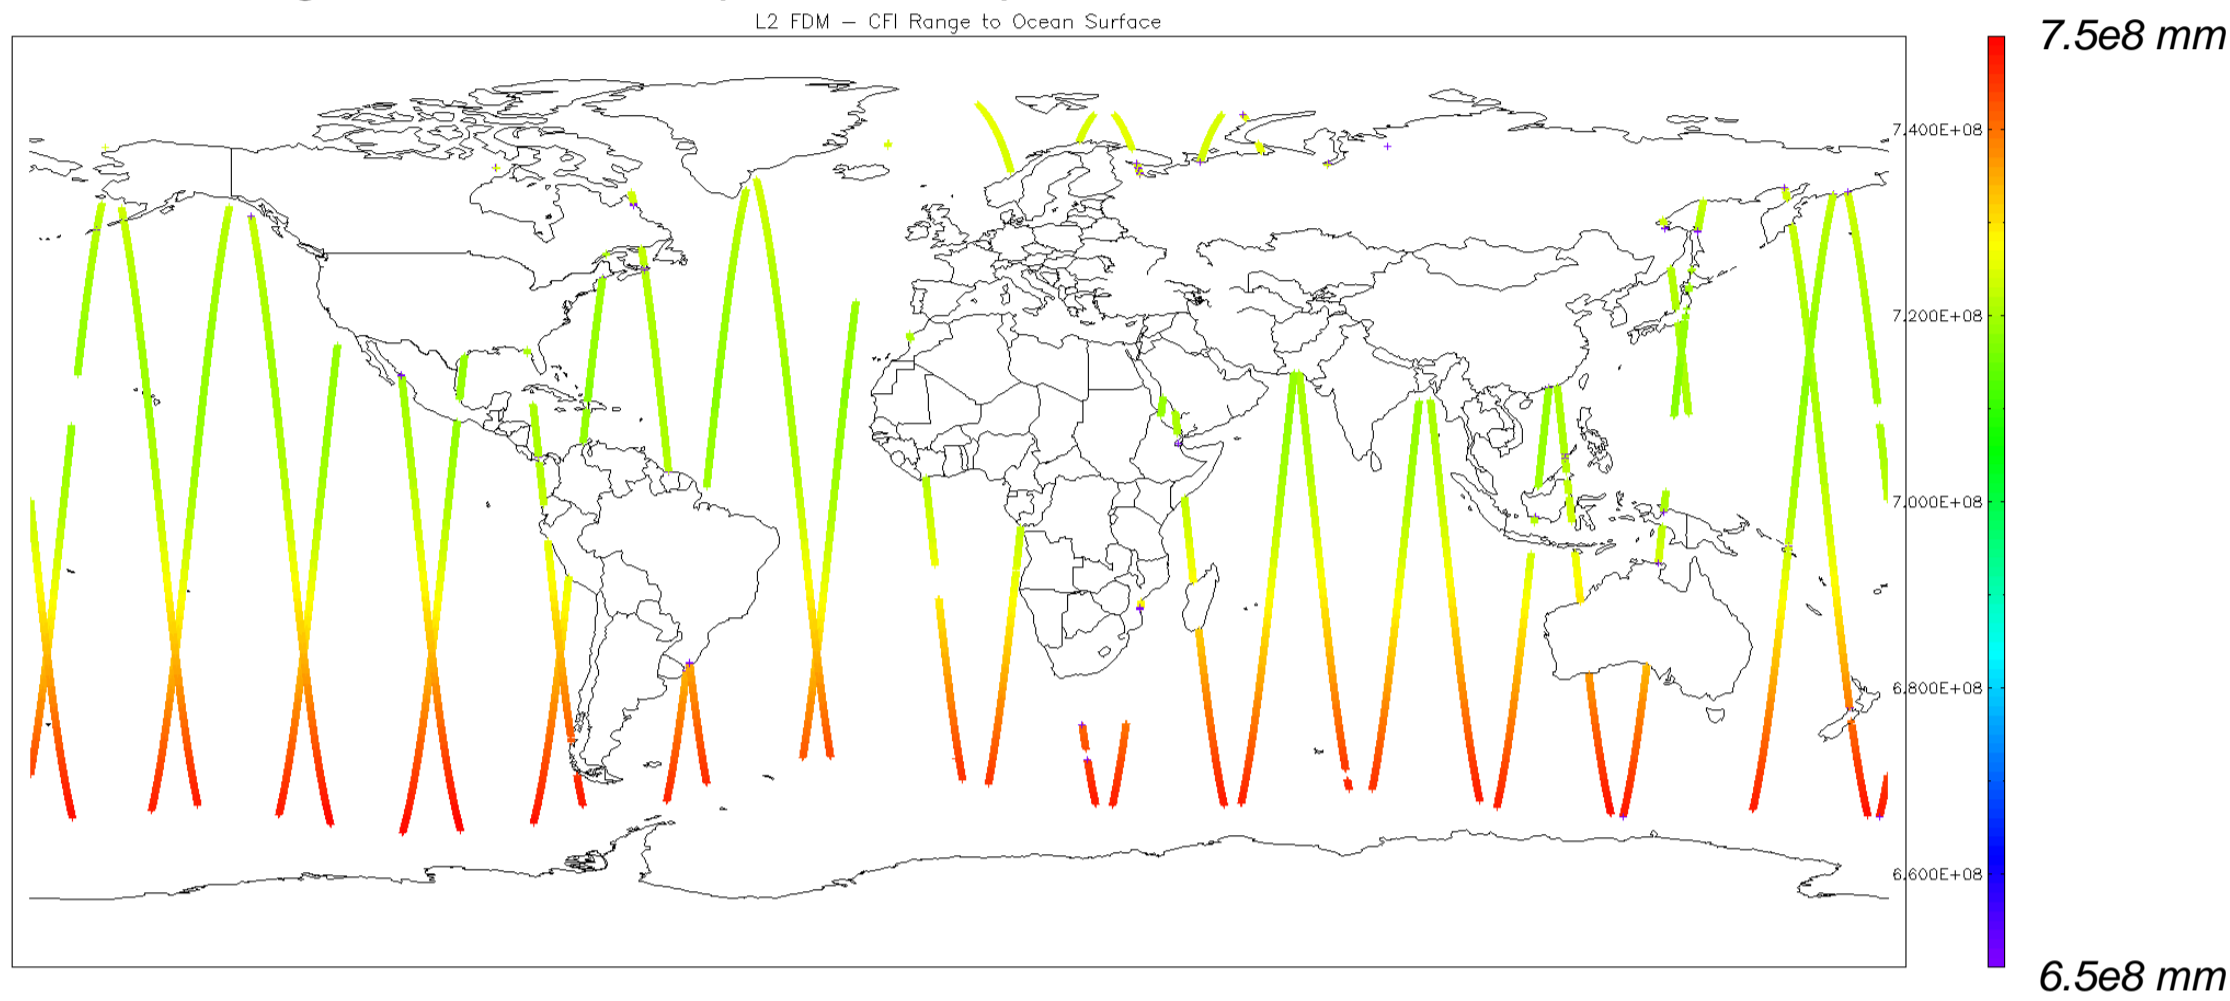 L2 FDM – CFI Range to Ocean Surface
7.5e8 mm
7.400E+08
7.200E+08
7.000E+08
6.800E+08
6.600E+08
6.5e8 mm